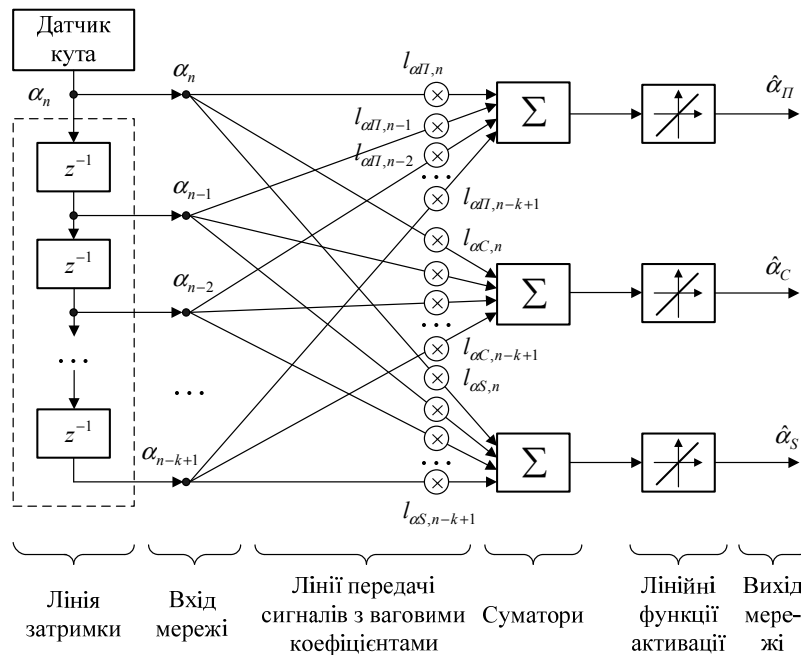 Датчик
кута
α_n
α_n
l_{αП,n}
Σ
α̂_П
l_{αП,n−1}
l_{αП,n−2}
z^{−1}
...
α_{n−1}
l_{αП,n−k+1}
l_{αC,n}
z^{−1}
α_{n−2}
Σ
α̂_C
...
l_{αC,n−k+1}
...
...
l_{αS,n}
z^{−1}
α_{n−k+1}
Σ
α̂_S
...
l_{αS,n−k+1}
Лінія
затримки
Вхід
мережі
Лінії передачі
сигналів з ваговими
коефіцієнтами
Суматори
Лінійні
функції
активації
Вихід
мере-
жі